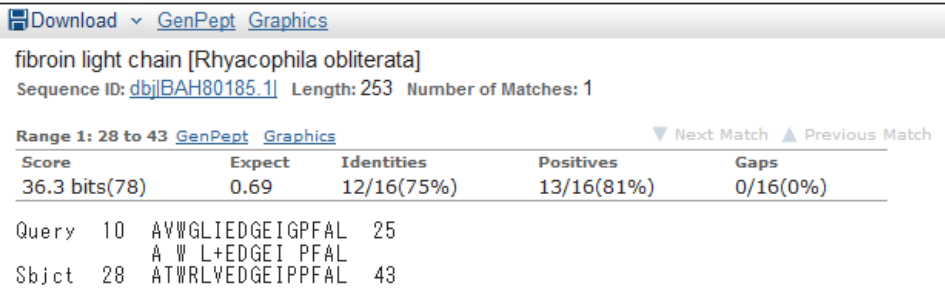 Download GenPept Graphics
fibroin light chain [Rhyacophila obliterata]
Sequence ID: dbj|BAH80185.1| Length: 253 Number of Matches: 1
Range 1: 28 to 43 GenPept Graphics Next Match Previous Match
Score Expect Identities Positives Gaps
36.3 bits(78) 0.69 12/16(75%) 13/16(81%) 0/16(0%)
Query 10 AVWGLIEDGEIGPFAL 25
A W L+EDGEI PFAL
Sbjct 28 ATWRLVEDGEIPPFAL 43